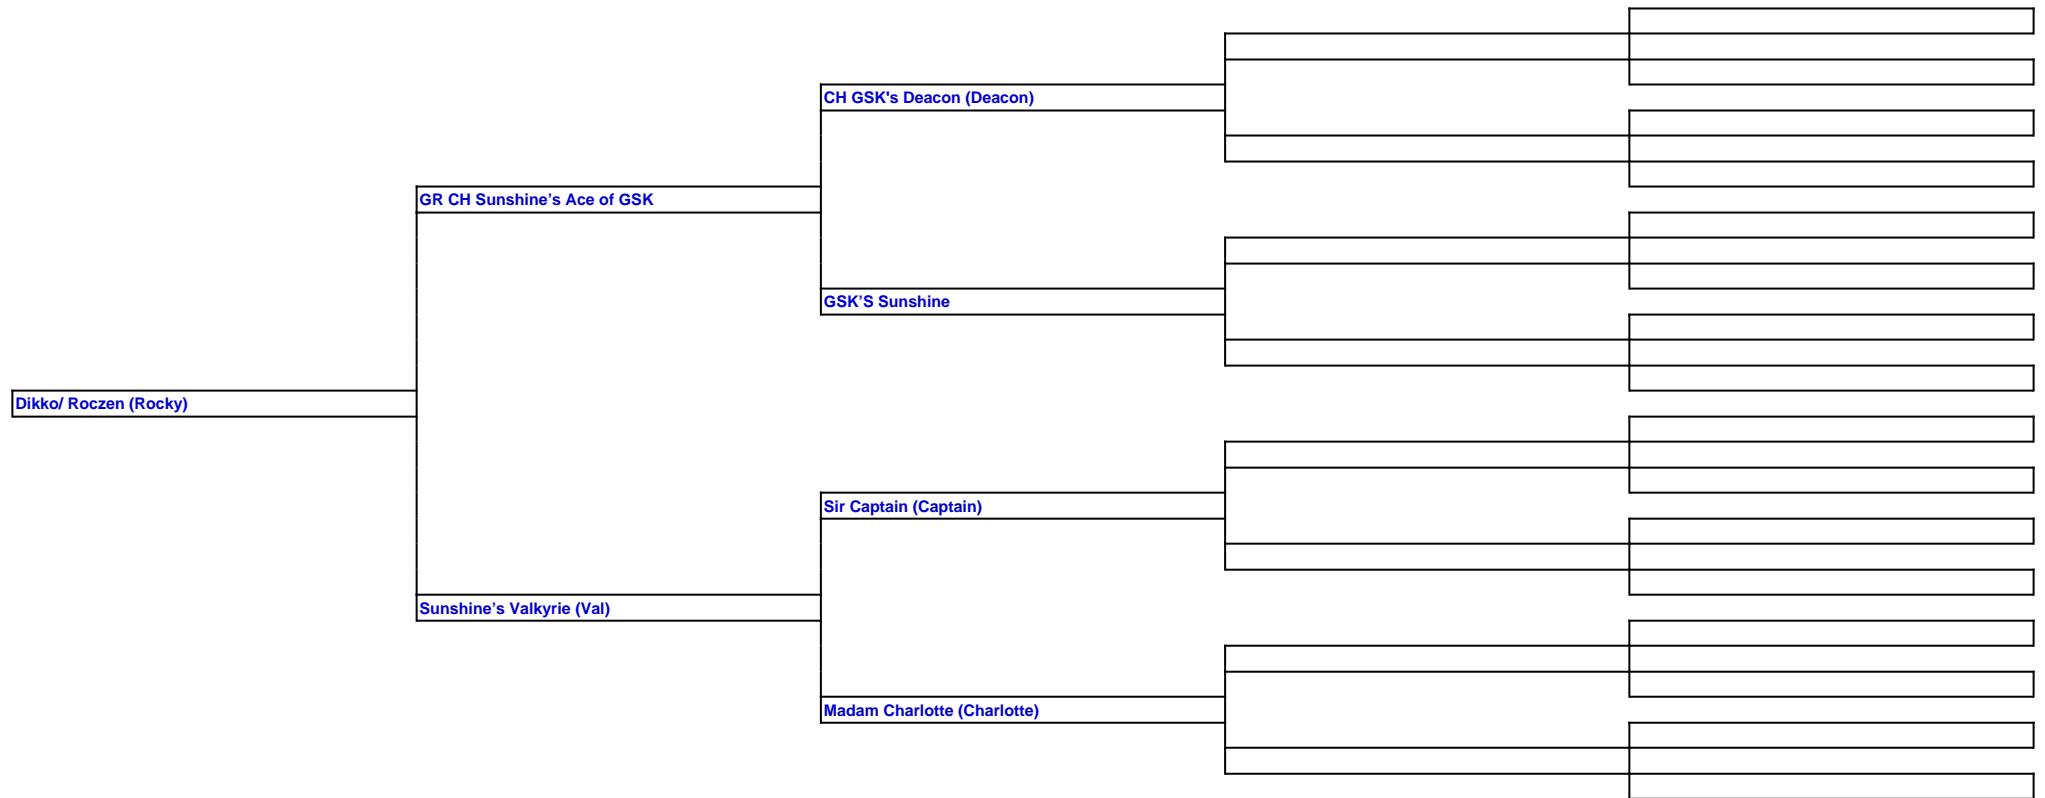 CH GSK's Deacon (Deacon)
GR CH Sunshine’s Ace of GSK
GSK’S Sunshine
Dikko/ Roczen (Rocky)
Sir Captain (Captain)
Sunshine’s Valkyrie (Val)
Madam Charlotte (Charlotte)